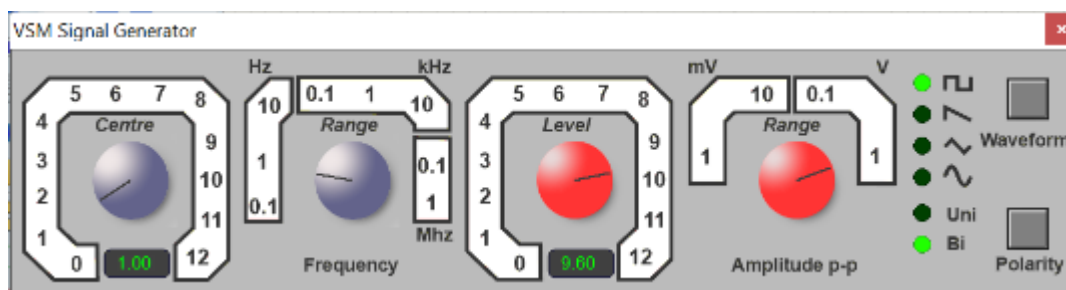 VSM Signal Generator
Hz
kHz
mV
V
5 6 7 8
4
Centre
3
2
1
0
9
10
11
12
1.00
10
1
0.1
0.1 1 10
Range
0.1
1
Mhz
Frequency
5 6 7 8
4
Level
3
2
1
0
9
10
11
12
9.60
10 0.1
1
Range
1
Amplitude p-p
Waveform
Uni
Bi
Polarity